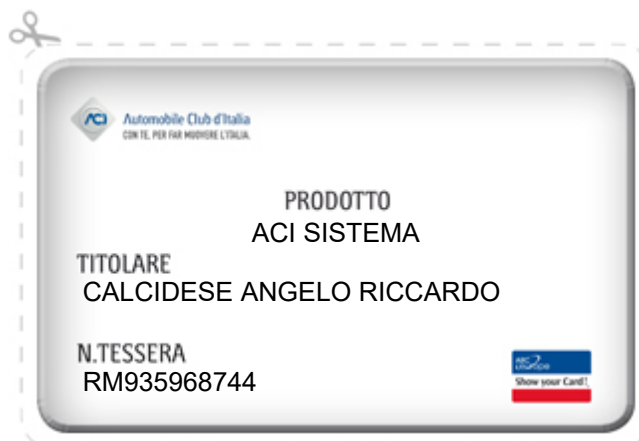 ACI Automobile Club d'Italia
CON TE, PER FAR MUOVERE L'ITALIA.
PRODOTTO
ACI SISTEMA
TITOLARE
CALCIDESE ANGELO RICCARDO
N.TESSERA
RM935968744
Show your Card!